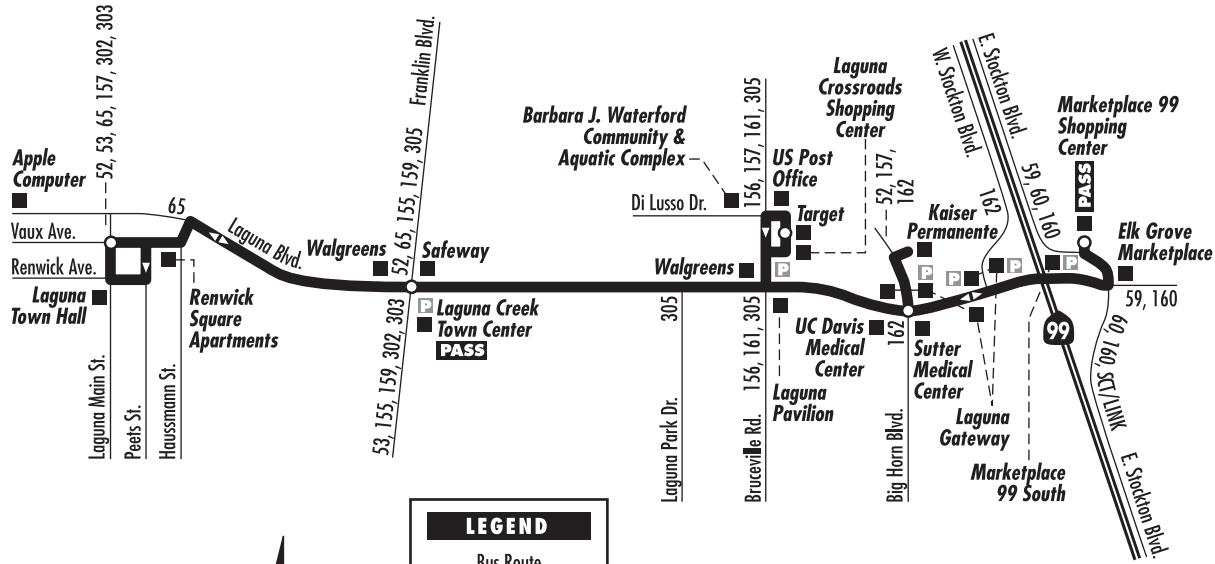 52, 53, 65, 157, 302, 303
Apple
Computer
Vaux Ave.
Renwick Ave.
Laguna
Town Hall
65
Laguna Blvd.
Renwick
Square
Apartments
Laguna Main St.
Peets St.
Haussmann St.
Franklin Blvd.
52, 65, 155, 159, 305
Walgreens
Safeway
P
Laguna Creek
Town Center
PASS
53, 155, 159, 302, 303
Barbara J. Waterford
Community &
Aquatic Complex
Di Lusso Dr.
156, 157, 161, 305
US Post
Office
Target
Walgreens
P
Laguna
Crossroads
Shopping
Center
52, 157,
162
Kaiser
Permanente
P
P
P
P
305
Laguna Park Dr.
156, 161, 305
Bruceville Rd.
Laguna
Pavilion
UC Davis
Medical
Center
162
Big Horn Blvd.
Sutter
Medical
Center
Laguna
Gateway
Marketplace
99 South
W. Stockton Blvd.
E. Stockton Blvd.
162
59, 60, 160
Marketplace 99
Shopping
Center
PASS
Elk Grove
Marketplace
59, 160
99
60, 160, SCT/LINK
E. Stockton Blvd.
LEGEND
Bus Route